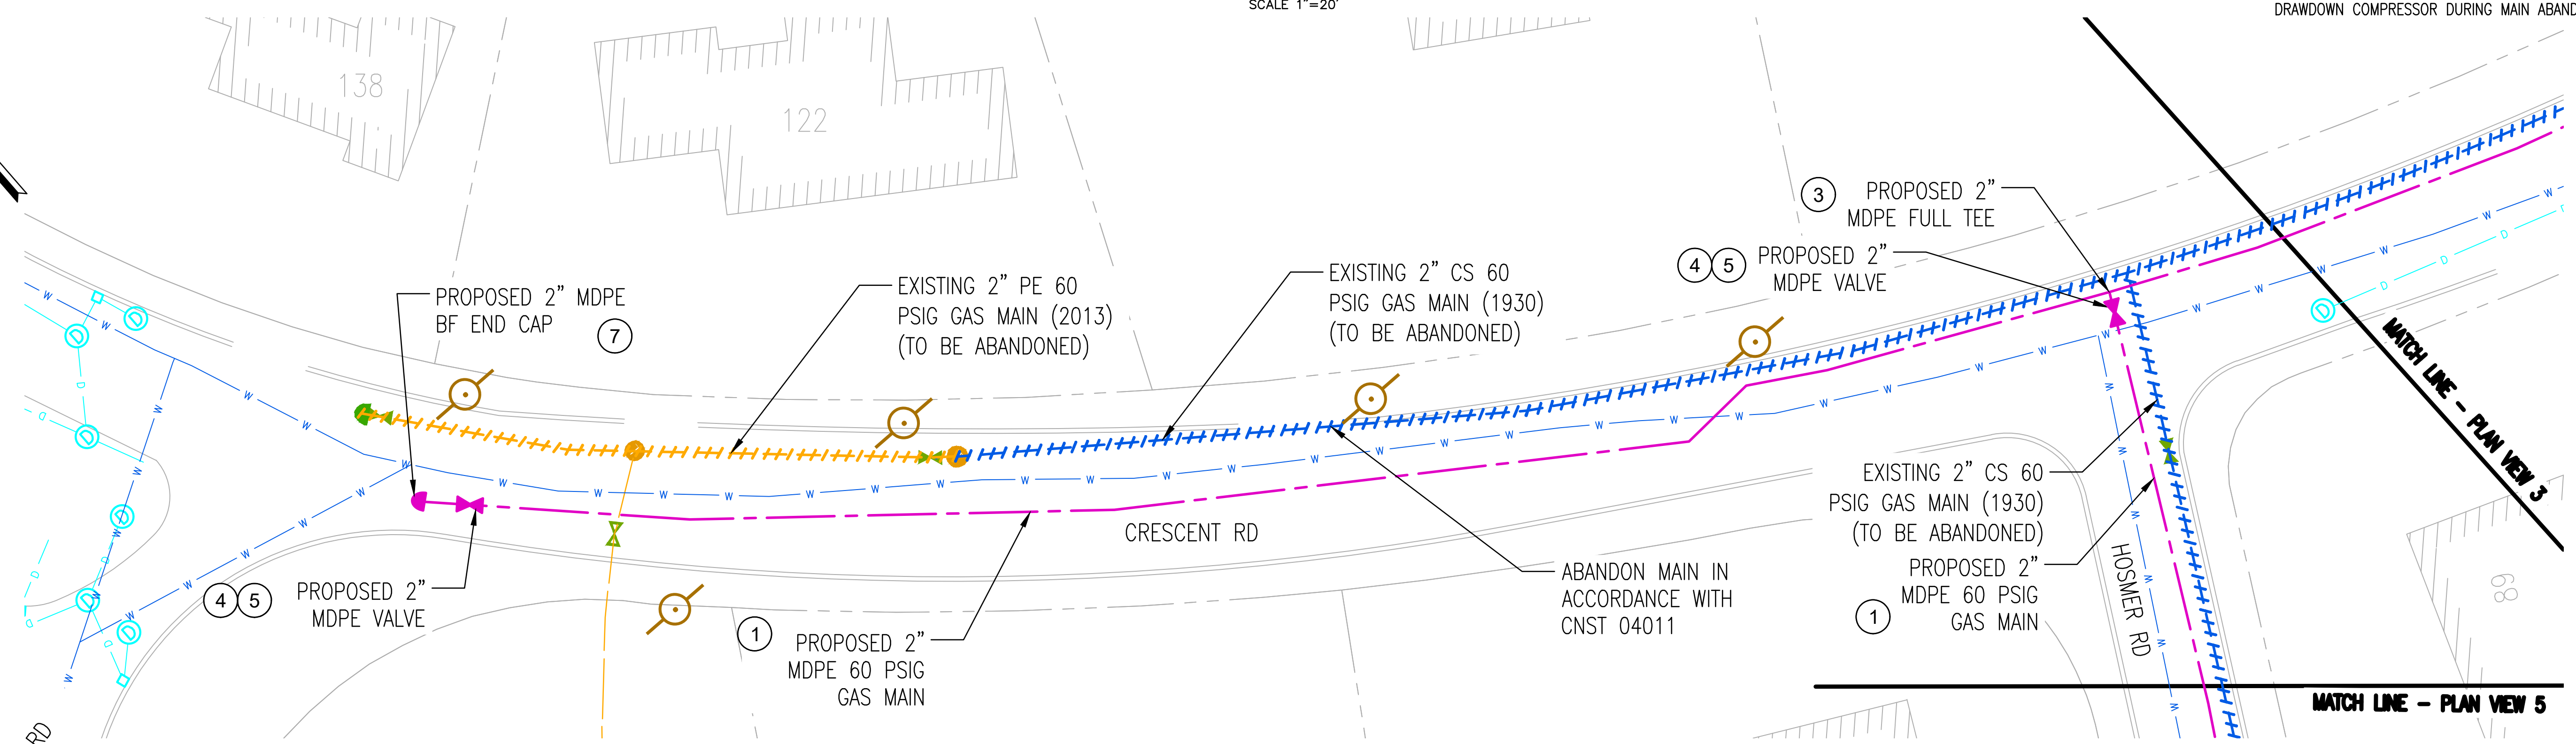 SCALE 1"=20'
DRAWDOWN COMPRESSOR DURING MAIN ABAND
138
122
3
PROPOSED 2"
MDPE FULL TEE
4 5
PROPOSED 2"
MDPE VALVE
PROPOSED 2" MDPE
BF END CAP
7
EXISTING 2" PE 60
PSIG GAS MAIN (2013)
(TO BE ABANDONED)
EXISTING 2" CS 60
PSIG GAS MAIN (1930)
(TO BE ABANDONED)
MATCH LINE - PLAN VIEW 3
CRESCENT RD
4 5
PROPOSED 2"
MDPE VALVE
1
PROPOSED 2"
MDPE 60 PSIG
GAS MAIN
ABANDON MAIN IN
ACCORDANCE WITH
CNST 04011
EXISTING 2" CS 60
PSIG GAS MAIN (1930)
(TO BE ABANDONED)
1
PROPOSED 2"
MDPE 60 PSIG
GAS MAIN
HOSMER RD
68
MATCH LINE - PLAN VIEW 5
RD